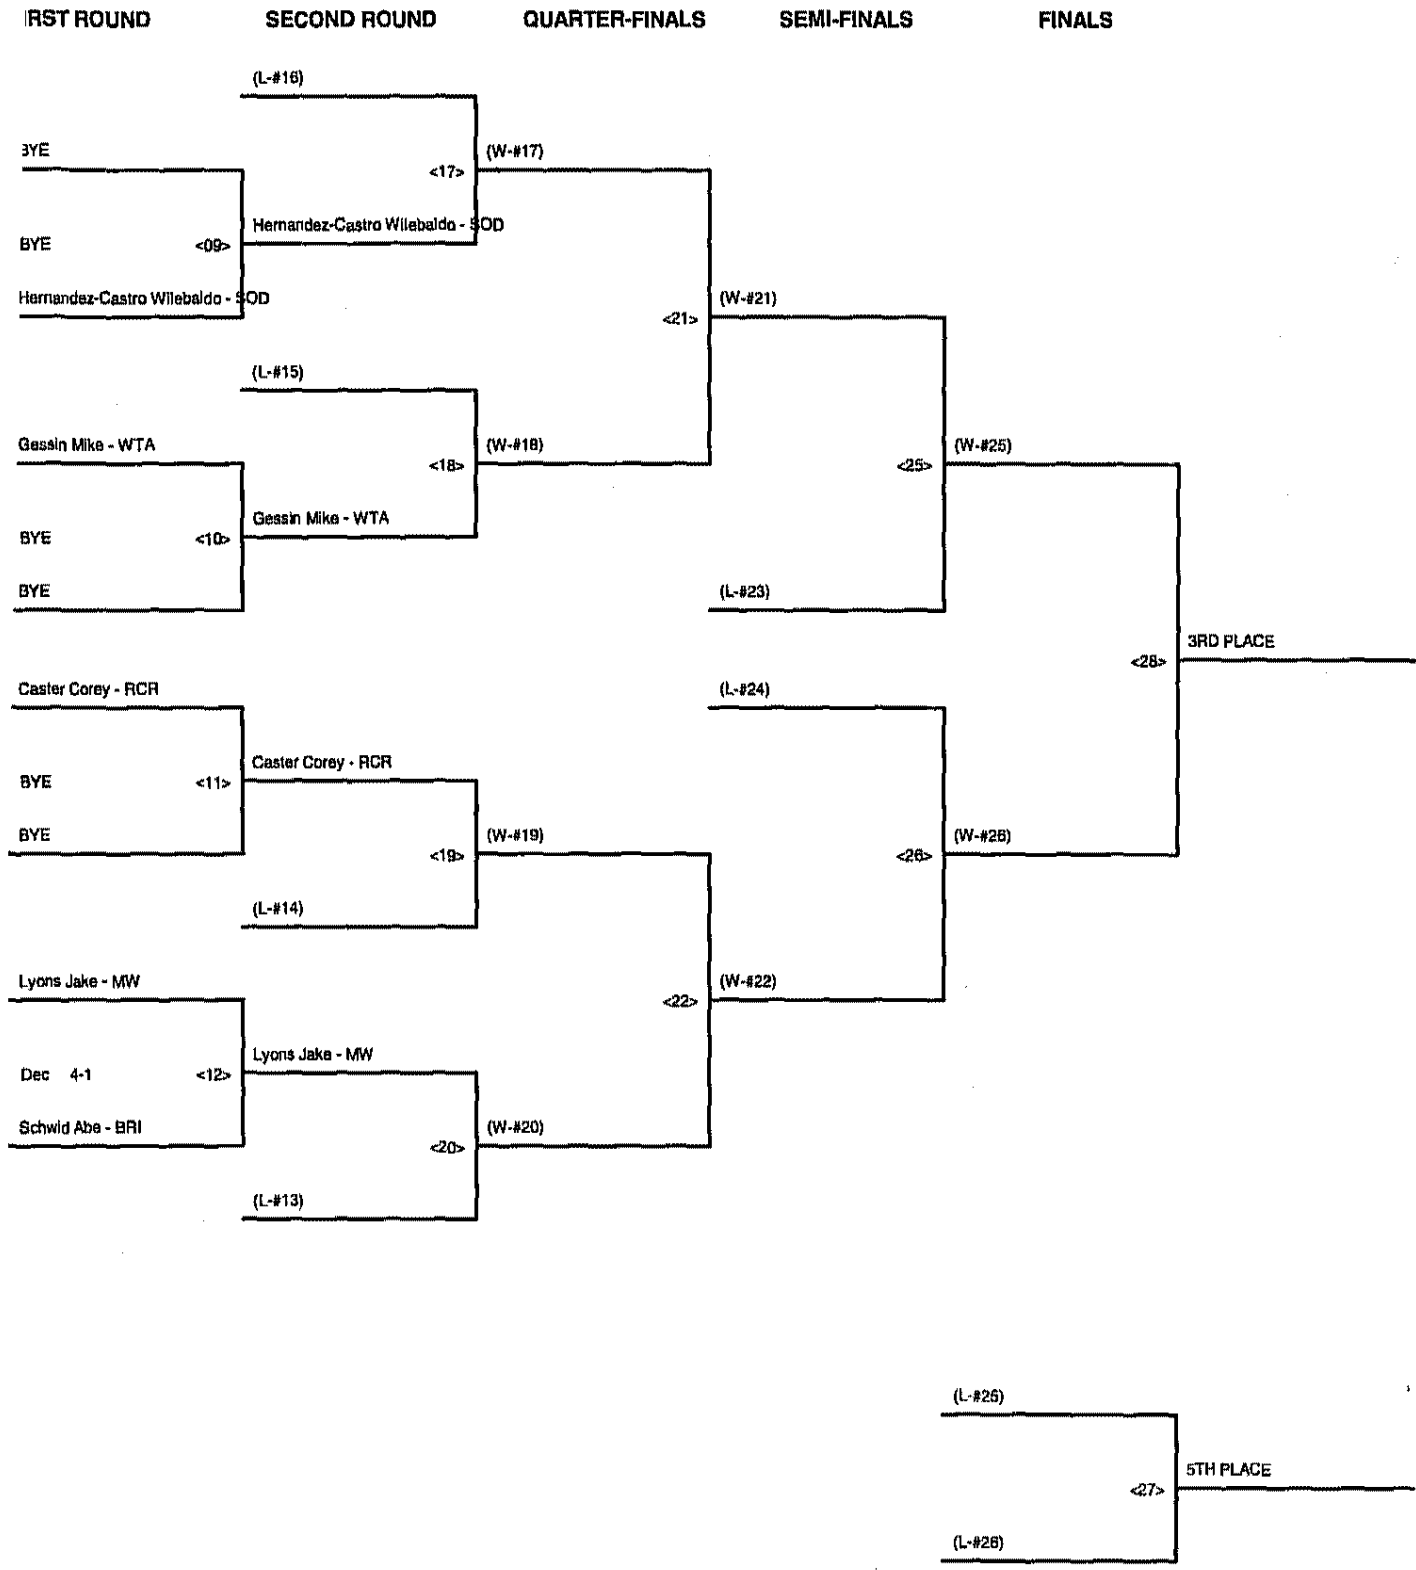 IRST ROUND SECOND ROUND QUARTER-FINALS SEMI-FINALS FINALS
(L-#16)
BYE
(W-#17)
<17>
Hernandez-Castro Wilebaldo - SOD
BYE <09>
Hernandez-Castro Wilebaldo - SOD
(W-#21)
<21>
(L-#15)
Gessin Mike - WTA
(W-#18)
(W-#25)
<18>
<25>
Gessin Mike - WTA
BYE <10>
BYE
(L-#23)
3RD PLACE
<28>
Caster Corey - RCR
(L-#24)
Caster Corey - RCR
BYE <11>
BYE
(W-#19)
(W-#26)
<19>
<26>
(L-#14)
Lyons Jake - MW
(W-#22)
<22>
Lyons Jake - MW
Dec 4-1 <12>
Schwid Abe - BRI
(W-#20)
<20>
(L-#13)
(L-#25)
5TH PLACE
<27>
(L-#26)